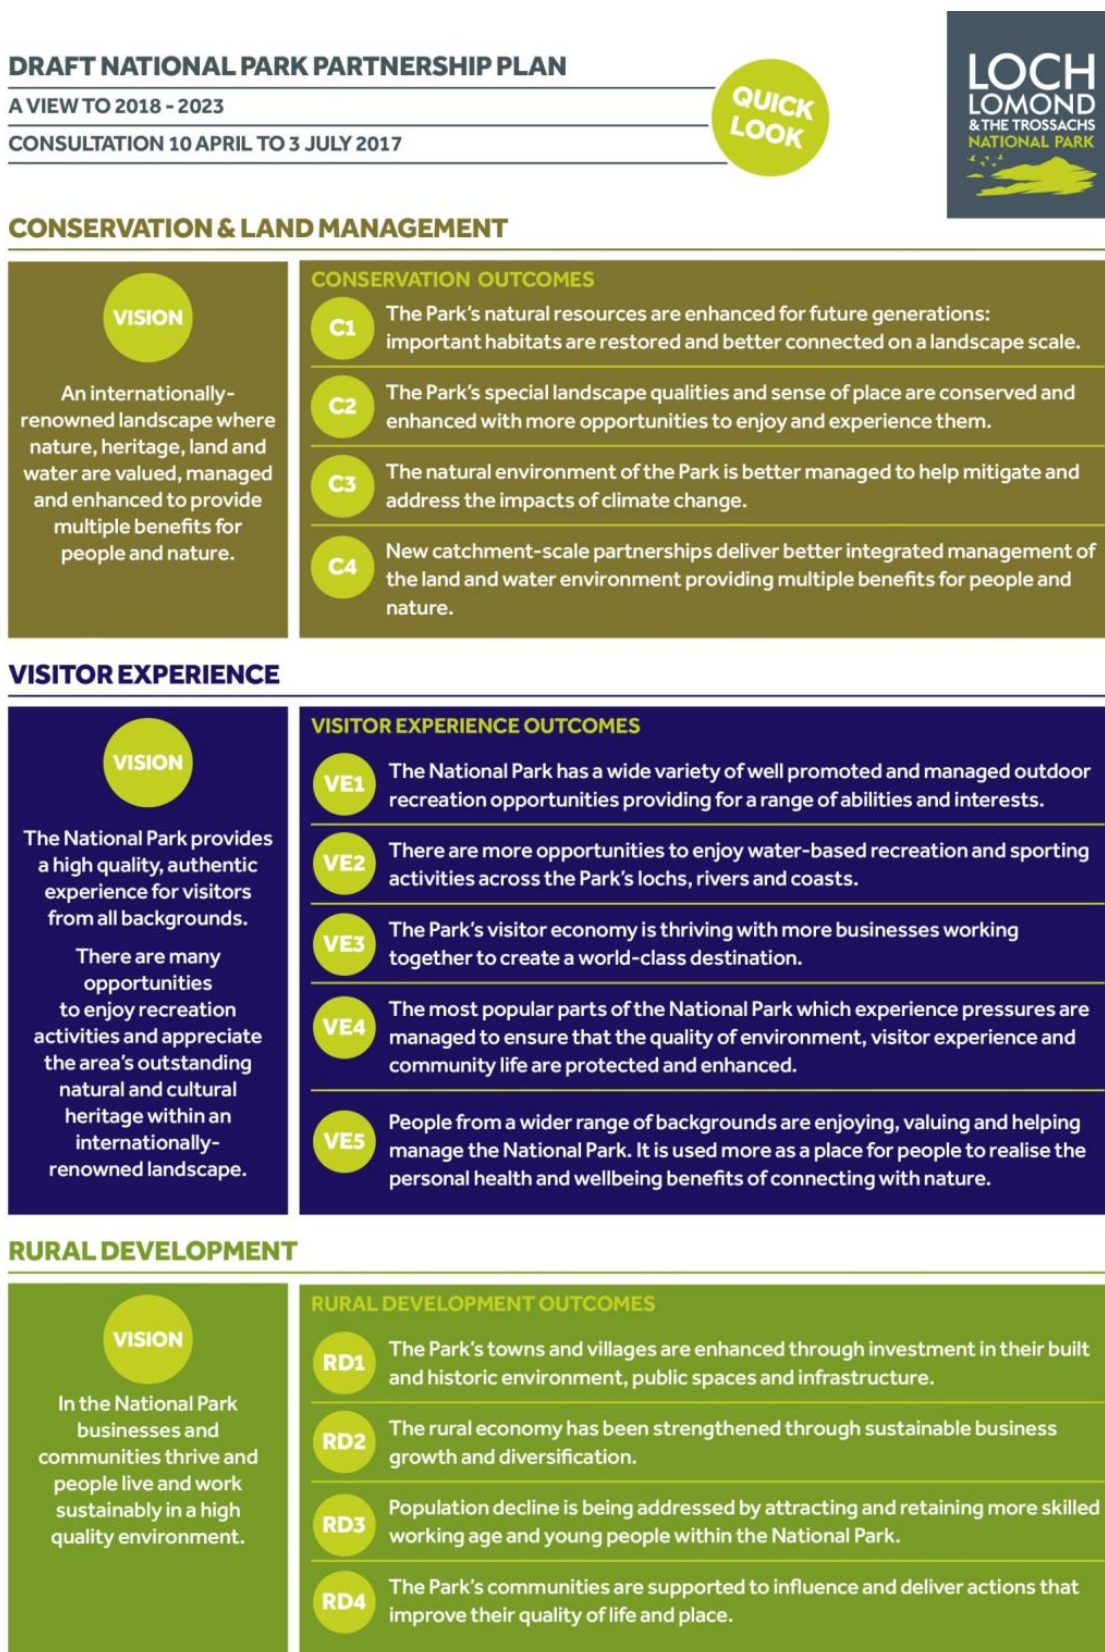 DRAFT NATIONAL PARK PARTNERSHIP PLAN
A VIEW TO 2018 - 2023
CONSULTATION 10 APRIL TO 3 JULY 2017
QUICK
LOOK
LOCH
LOMOND
& THE TROSSACHS
NATIONAL PARK
CONSERVATION & LAND MANAGEMENT
VISION
An internationally-
renowned landscape where
nature, heritage, land and
water are valued, managed
and enhanced to provide
multiple benefits for
people and nature.
CONSERVATION OUTCOMES
C1
The Park's natural resources are enhanced for future generations:
important habitats are restored and better connected on a landscape scale.
C2
The Park's special landscape qualities and sense of place are conserved and
enhanced with more opportunities to enjoy and experience them.
C3
The natural environment of the Park is better managed to help mitigate and
address the impacts of climate change.
C4
New catchment-scale partnerships deliver better integrated management of
the land and water environment providing multiple benefits for people and
nature.
VISITOR EXPERIENCE
VISION
The National Park provides
a high quality, authentic
experience for visitors
from all backgrounds.
There are many
opportunities
to enjoy recreation
activities and appreciate
the area's outstanding
natural and cultural
heritage within an
internationally-
renowned landscape.
VISITOR EXPERIENCE OUTCOMES
VE1
The National Park has a wide variety of well promoted and managed outdoor
recreation opportunities providing for a range of abilities and interests.
VE2
There are more opportunities to enjoy water-based recreation and sporting
activities across the Park's lochs, rivers and coasts.
VE3
The Park's visitor economy is thriving with more businesses working
together to create a world-class destination.
VE4
The most popular parts of the National Park which experience pressures are
managed to ensure that the quality of environment, visitor experience and
community life are protected and enhanced.
VE5
People from a wider range of backgrounds are enjoying, valuing and helping
manage the National Park. It is used more as a place for people to realise the
personal health and wellbeing benefits of connecting with nature.
RURAL DEVELOPMENT
VISION
In the National Park
businesses and
communities thrive and
people live and work
sustainably in a high
quality environment.
RURAL DEVELOPMENT OUTCOMES
RD1
The Park's towns and villages are enhanced through investment in their built
and historic environment, public spaces and infrastructure.
RD2
The rural economy has been strengthened through sustainable business
growth and diversification.
RD3
Population decline is being addressed by attracting and retaining more skilled
working age and young people within the National Park.
RD4
The Park's communities are supported to influence and deliver actions that
improve their quality of life and place.